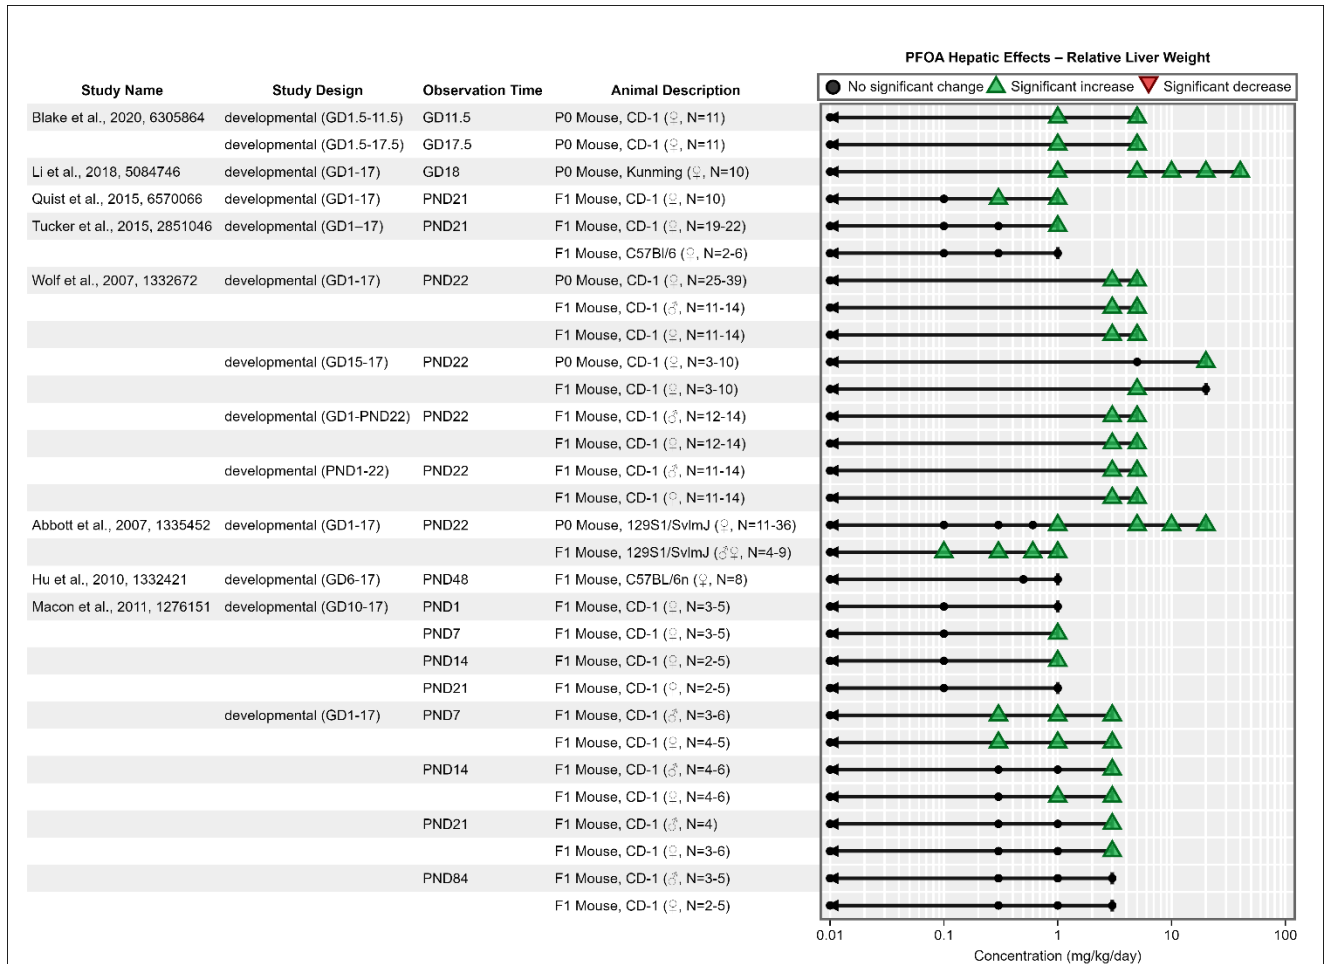 PFOA Hepatic Effects – Relative Liver Weight
Study Name Study Design Observation Time Animal Description
No significant change Significant increase Significant decrease
Blake et al., 2020, 6305864 developmental (GD1.5-11.5) GD11.5 P0 Mouse, CD-1 (♀, N=11)
developmental (GD1.5-17.5) GD17.5 P0 Mouse, CD-1 (♀, N=11)
Li et al., 2018, 5084746 developmental (GD1-17) GD18 P0 Mouse, Kunming (♀, N=10)
Quist et al., 2015, 6570066 developmental (GD1-17) PND21 F1 Mouse, CD-1 (♀, N=10)
Tucker et al., 2015, 2851046 developmental (GD1–17) PND21 F1 Mouse, CD-1 (♀, N=19-22)
F1 Mouse, C57Bl/6 (♀, N=2-6)
Wolf et al., 2007, 1332672 developmental (GD1-17) PND22 P0 Mouse, CD-1 (♀, N=25-39)
F1 Mouse, CD-1 (♂, N=11-14)
F1 Mouse, CD-1 (♀, N=11-14)
developmental (GD15-17) PND22 P0 Mouse, CD-1 (♀, N=3-10)
F1 Mouse, CD-1 (♀, N=3-10)
developmental (GD1-PND22) PND22 F1 Mouse, CD-1 (♂, N=12-14)
F1 Mouse, CD-1 (♀, N=12-14)
developmental (PND1-22) PND22 F1 Mouse, CD-1 (♂, N=11-14)
F1 Mouse, CD-1 (♀, N=11-14)
Abbott et al., 2007, 1335452 developmental (GD1-17) PND22 P0 Mouse, 129S1/SvlmJ (♀, N=11-36)
F1 Mouse, 129S1/SvlmJ (♂♀, N=4-9)
Hu et al., 2010, 1332421 developmental (GD6-17) PND48 F1 Mouse, C57BL/6n (♀, N=8)
Macon et al., 2011, 1276151 developmental (GD10-17) PND1 F1 Mouse, CD-1 (♀, N=3-5)
PND7 F1 Mouse, CD-1 (♀, N=3-5)
PND14 F1 Mouse, CD-1 (♀, N=2-5)
PND21 F1 Mouse, CD-1 (♀, N=2-5)
developmental (GD1-17) PND7 F1 Mouse, CD-1 (♂, N=3-6)
F1 Mouse, CD-1 (♀, N=4-5)
PND14 F1 Mouse, CD-1 (♂, N=4-6)
F1 Mouse, CD-1 (♀, N=4-6)
PND21 F1 Mouse, CD-1 (♂, N=4)
F1 Mouse, CD-1 (♀, N=3-6)
PND84 F1 Mouse, CD-1 (♂, N=3-5)
F1 Mouse, CD-1 (♀, N=2-5)
0.01 0.1 1 10 100
Concentration (mg/kg/day)